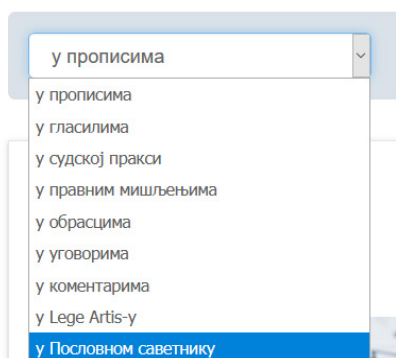 у прописима
у прописима
у гласилима
у судској пракси
у правним мишљењима
у обрасцима
у уговорима
у коментарима
у Lege Artis-у
у Пословном саветнику